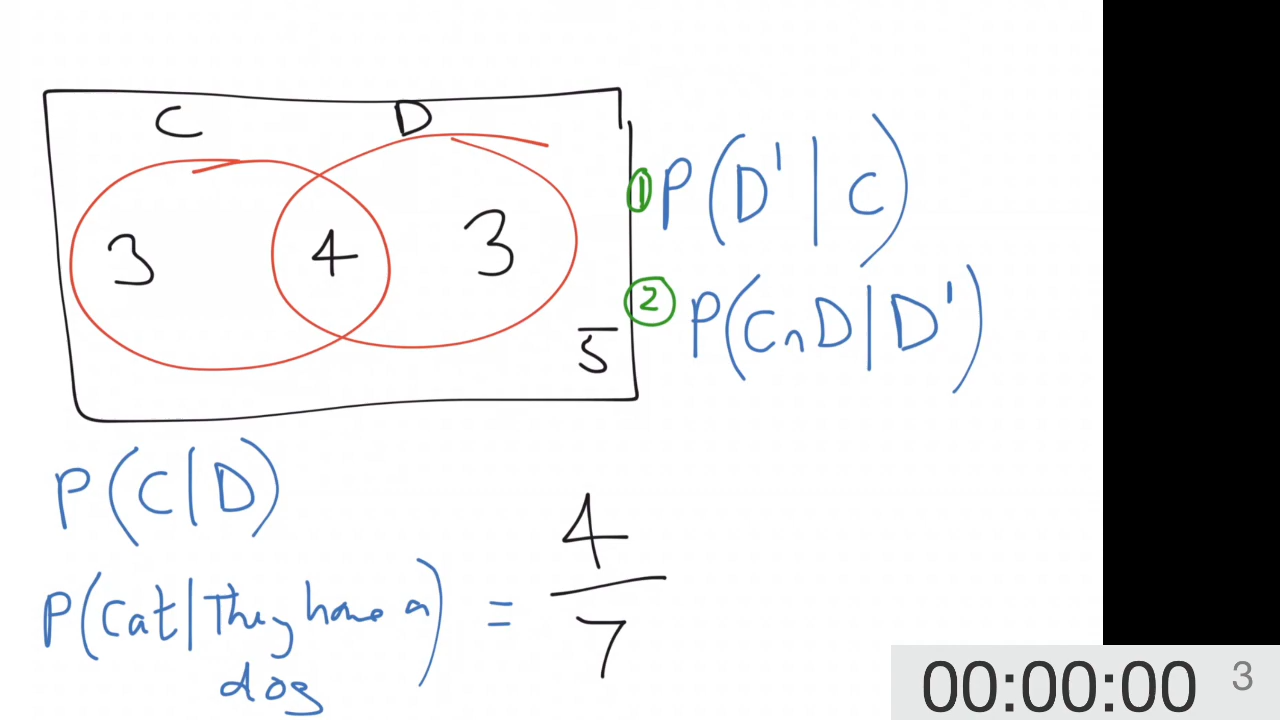 C D
① P(D' | C)
3 4 3
② P(C∩D | D')
5
P(C | D)
P(Cat | They have a dog) = 4/7
00:00:00 3